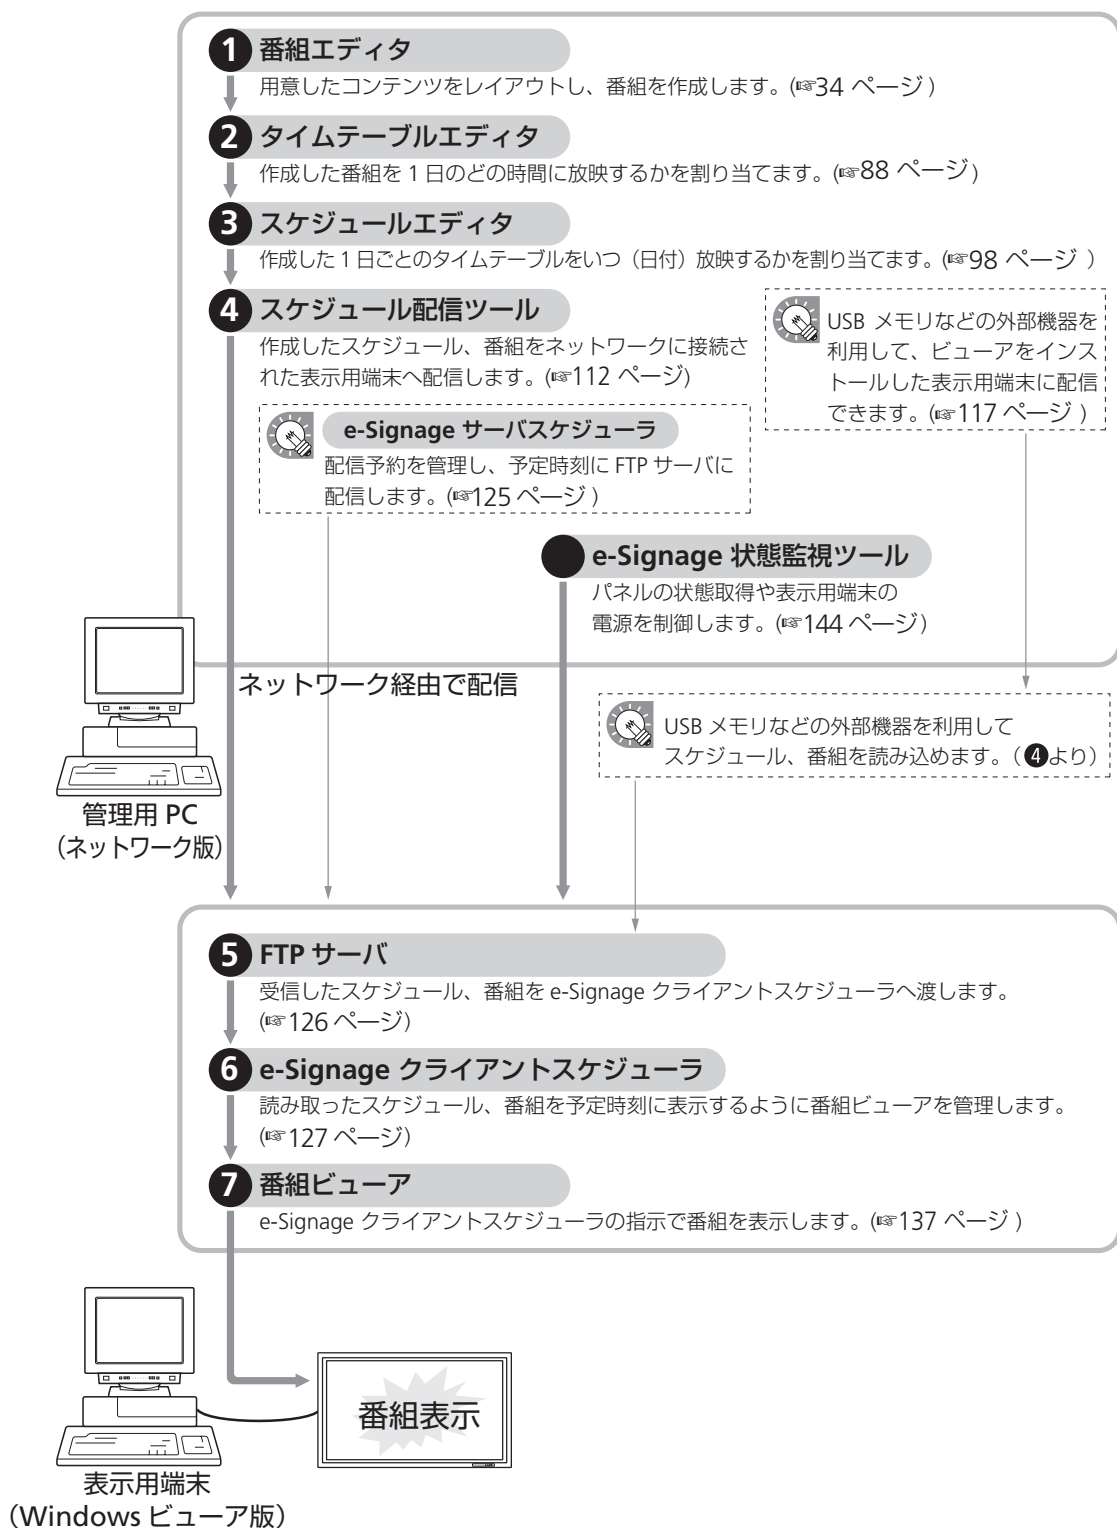 1 番組エディタ
用意したコンテンツをレイアウトし、番組を作成します。(☞34 ページ)
2 タイムテーブルエディタ
作成した番組を 1 日のどの時間に放映するかを割り当てます。(☞88 ページ)
3 スケジュールエディタ
作成した 1 日ごとのタイムテーブルをいつ（日付）放映するかを割り当てます。(☞98 ページ )
4 スケジュール配信ツール
作成したスケジュール、番組をネットワークに接続さ
れた表示用端末へ配信します。(☞112 ページ)
USB メモリなどの外部機器を
利用して、ビューアをインス
トールした表示用端末に配信
できます。(☞117 ページ )
e-Signage サーバスケジューラ
配信予約を管理し、予定時刻に FTP サーバに
配信します。(☞125 ページ )
e-Signage 状態監視ツール
パネルの状態取得や表示用端末の
電源を制御します。(☞144 ページ)
ネットワーク経由で配信
USB メモリなどの外部機器を利用して
スケジュール、番組を読み込めます。（4より）
管理用 PC
（ネットワーク版）
5 FTP サーバ
受信したスケジュール、番組を e-Signage クライアントスケジューラへ渡します。
(☞126 ページ)
6 e-Signage クライアントスケジューラ
読み取ったスケジュール、番組を予定時刻に表示するように番組ビューアを管理します。
(☞127 ページ)
7 番組ビューア
e-Signage クライアントスケジューラの指示で番組を表示します。(☞137 ページ )
番組表示
表示用端末
（Windows ビューア版）